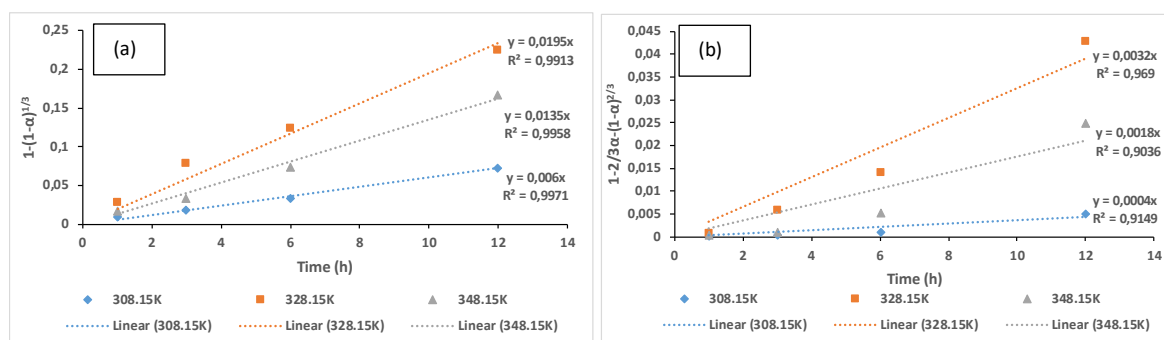 (a)
0,25
0,2
0,15
0,1
0,05
0
1-(1-α)^1/3
y = 0,0195x
R² = 0,9913
y = 0,0135x
R² = 0,9958
y = 0,006x
R² = 0,9971
0 2 4 6 8 10 12 14
Time (h)
308.15K 328.15K 348.15K
Linear (308.15K) Linear (328.15K) Linear (348.15K)
(b)
0,045
0,04
0,035
0,03
0,025
0,02
0,015
0,01
0,005
0
1-2/3α-(1-α)^2/3
y = 0,0032x
R² = 0,969
y = 0,0018x
R² = 0,9036
y = 0,0004x
R² = 0,9149
0 2 4 6 8 10 12 14
Time (h)
308.15K 328.15K 348.15K
Linear (308.15K) Linear (328.15K) Linear (348.15K)